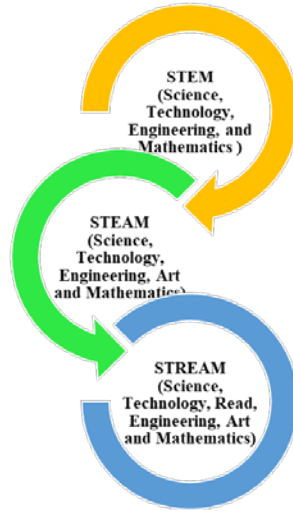 STEM
(Science,
Technology,
Engineering, and
Mathematics )
STEAM
(Science,
Technology,
Engineering, Art
and Mathematics)
STREAM
(Science,
Technology, Read,
Engineering, Art
and Mathematics)